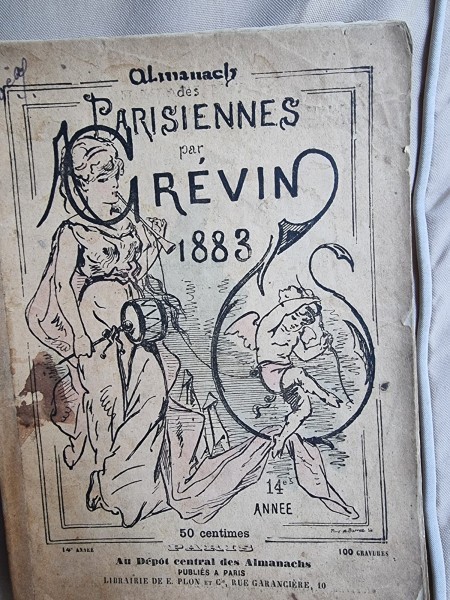 Almanach
des
PARISIENNES
par
A GRÉVIN
1883
14es
ANNEE
50 centimes
14e ANNÉE
PARIS
100 GRAVURES
Au Dépôt central des Almanachs
PUBLIÉS A PARIS
LIBRAIRIE DE E. PLON ET Cie, RUE GARANCIÈRE, 10